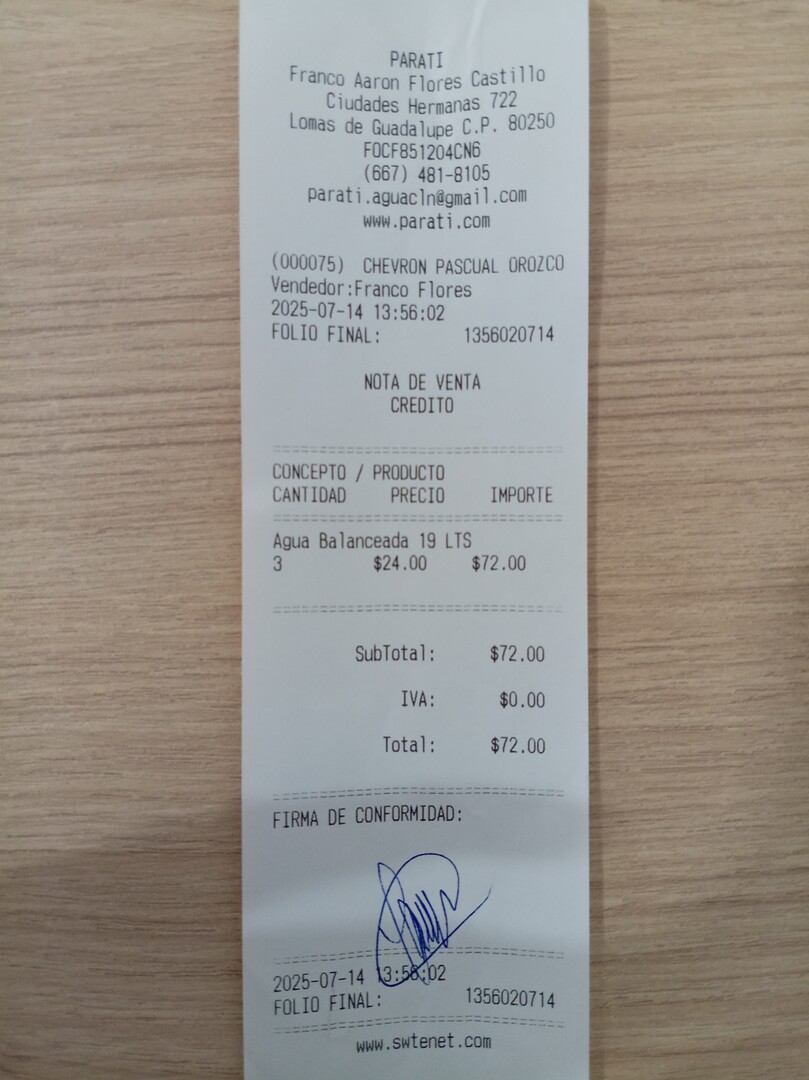 PARATI
Franco Aaron Flores Castillo
Ciudades Hermanas 722
Lomas de Guadalupe C.P. 80250
FOCF851204CN6
(667) 481-8105
parati.aguacln@gmail.com
www.parati.com
(000075) CHEVRON PASCUAL OROZCO
Vendedor:Franco Flores
2025-07-14 13:56:02
FOLIO FINAL: 1356020714
NOTA DE VENTA
CREDITO
CONCEPTO / PRODUCTO
CANTIDAD PRECIO IMPORTE
Agua Balanceada 19 LTS
3 $24.00 $72.00
SubTotal: $72.00
IVA: $0.00
Total: $72.00
FIRMA DE CONFORMIDAD:
2025-07-14 13:56:02
FOLIO FINAL: 1356020714
www.swtenet.com